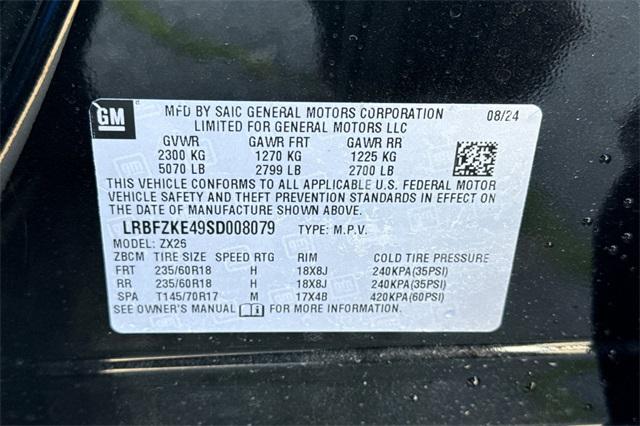 GM
MFD BY SAIC GENERAL MOTORS CORPORATION 08/24
LIMITED FOR GENERAL MOTORS LLC
GVWR GAWR FRT GAWR RR
2300 KG 1270 KG 1225 KG
5070 LB 2799 LB 2700 LB
THIS VEHICLE CONFORMS TO ALL APPLICABLE U.S. FEDERAL MOTOR
VEHICLE SAFETY AND THEFT PREVENTION STANDARDS IN EFFECT ON
THE DATE OF MANUFACTURE SHOWN ABOVE.
LRBFZKE49SD008079 TYPE: M.P.V.
MODEL: ZX26
ZBCM TIRE SIZE SPEED RTG RIM COLD TIRE PRESSURE
FRT 235/60R18 H 18X8J 240KPA(35PSI)
RR 235/60R18 H 18X8J 240KPA(35PSI)
SPA T145/70R17 M 17X4B 420KPA(60PSI)
SEE OWNER'S MANUAL FOR MORE INFORMATION.